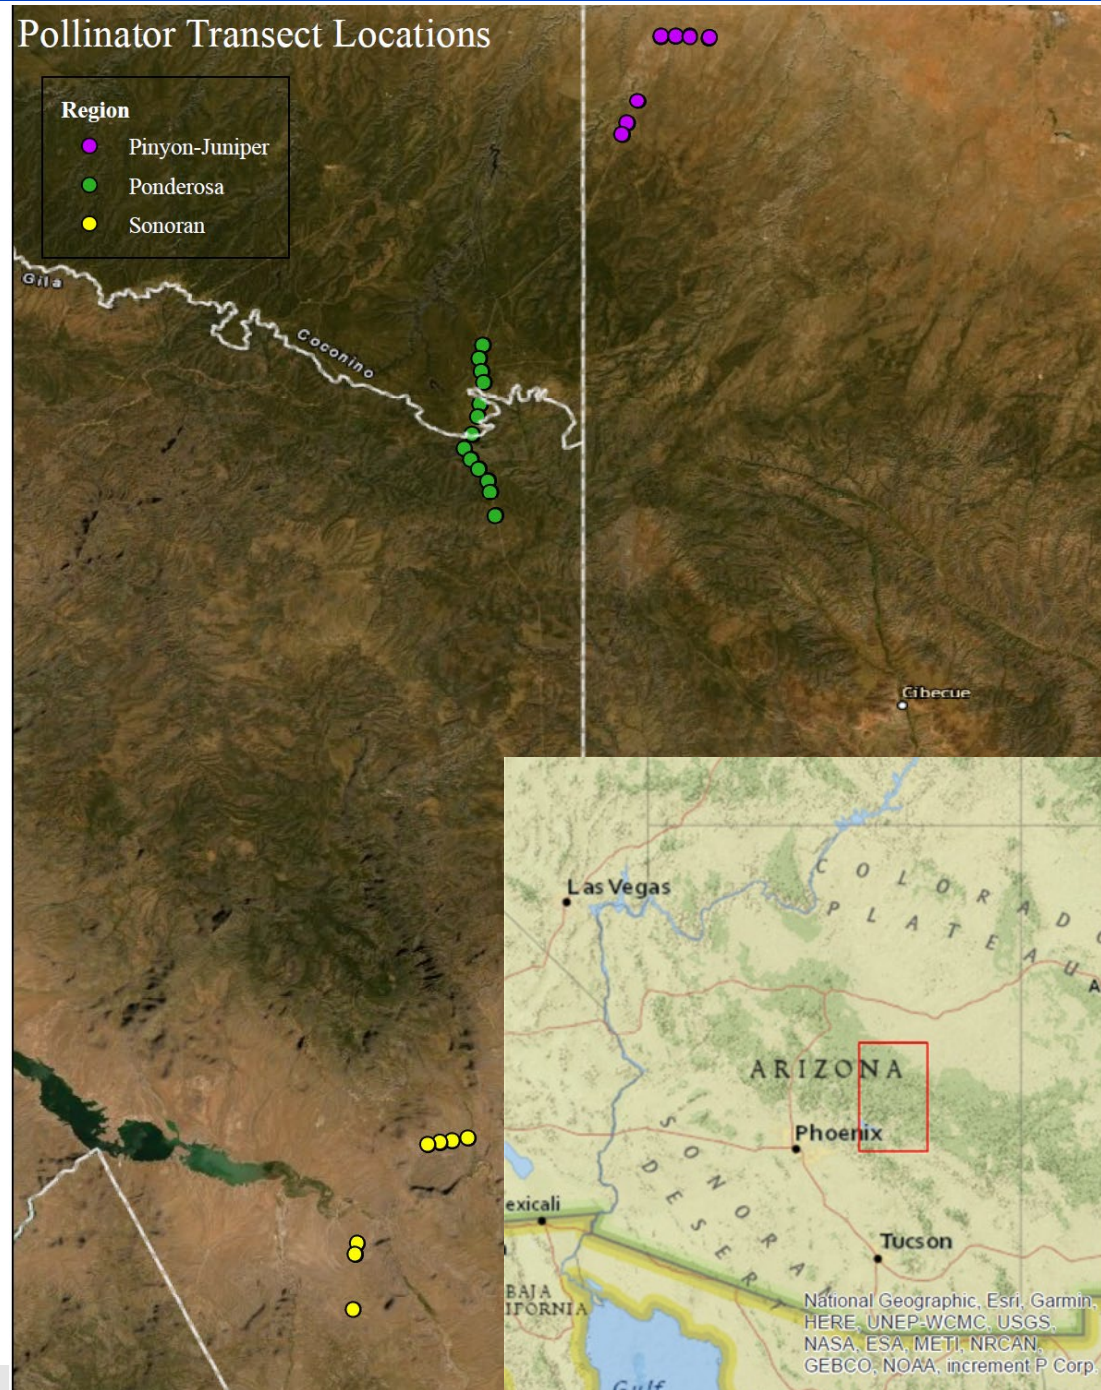 Pollinator Transect Locations
Region
Pinyon-Juniper
Ponderosa
Sonoran
Gila
Coconino
Cibecue
Las Vegas
COLORADO
PLATEAU
A
ARIZONA
Phoenix
SONORAN
DESERT
exicali
Tucson
BAJA
IFORNIA
National Geographic, Esri, Garmin,
HERE, UNEP-WCMC, USGS,
NASA, ESA, METI, NRCAN,
GEBCO, NOAA, increment P Corp.
Gulf